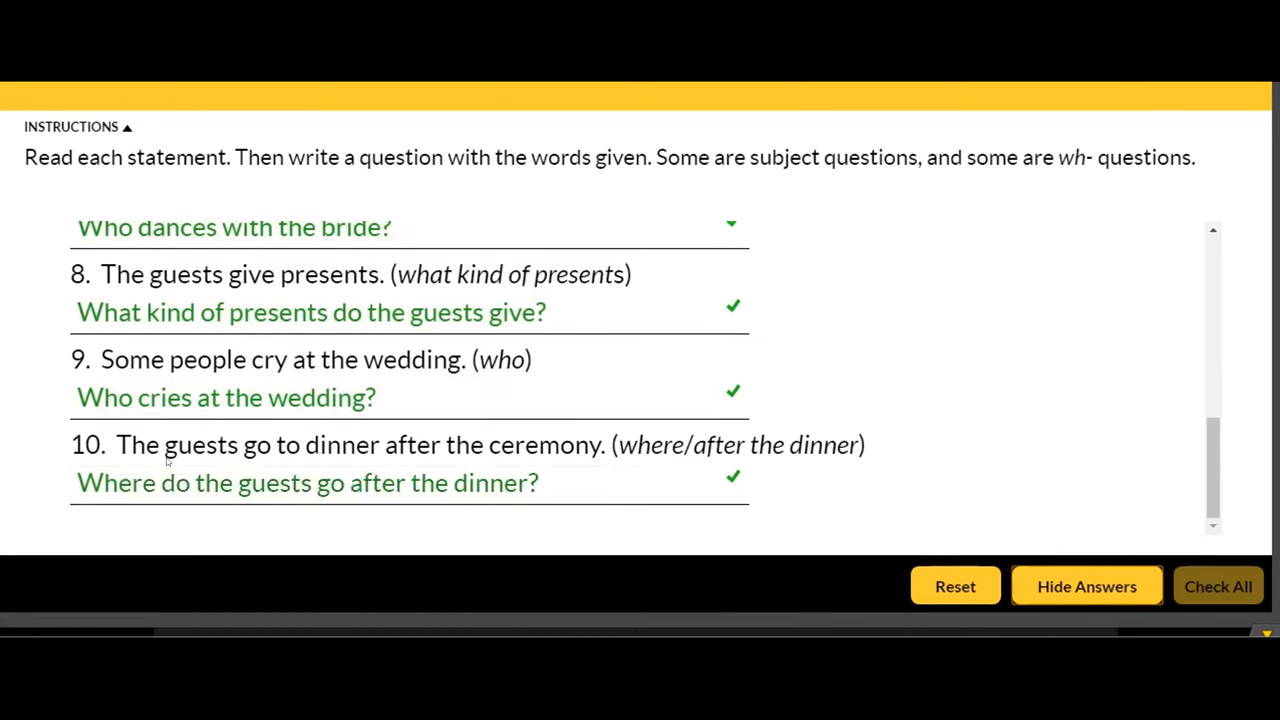 INSTRUCTIONS ▲
Read each statement. Then write a question with the words given. Some are subject questions, and some are wh- questions.
Who dances with the bride?
8. The guests give presents. (what kind of presents)
What kind of presents do the guests give?
9. Some people cry at the wedding. (who)
Who cries at the wedding?
10. The guests go to dinner after the ceremony. (where/after the dinner)
Where do the guests go after the dinner?
Reset Hide Answers Check All